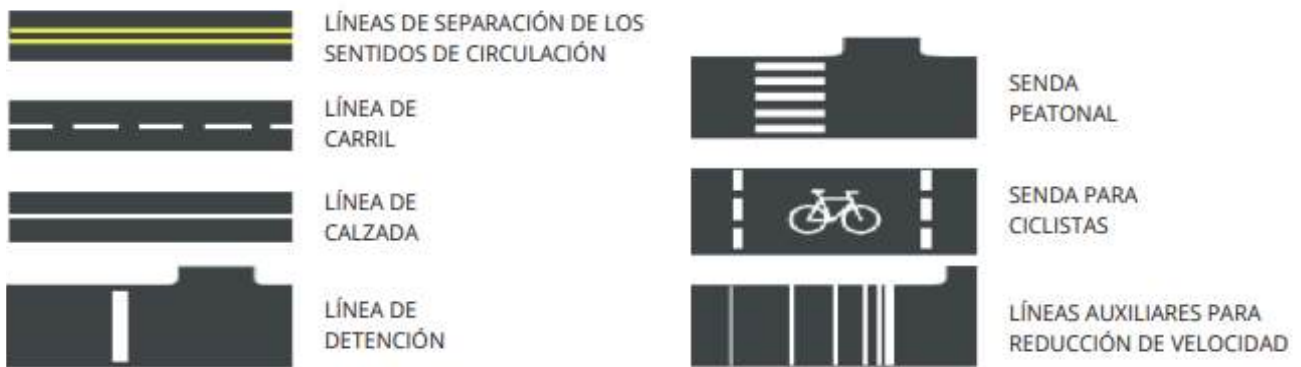 LÍNEAS DE SEPARACIÓN DE LOS
SENTIDOS DE CIRCULACIÓN
LÍNEA DE
CARRIL
LÍNEA DE
CALZADA
LÍNEA DE
DETENCIÓN
SENDA
PEATONAL
SENDA PARA
CICLISTAS
LÍNEAS AUXILIARES PARA
REDUCCIÓN DE VELOCIDAD